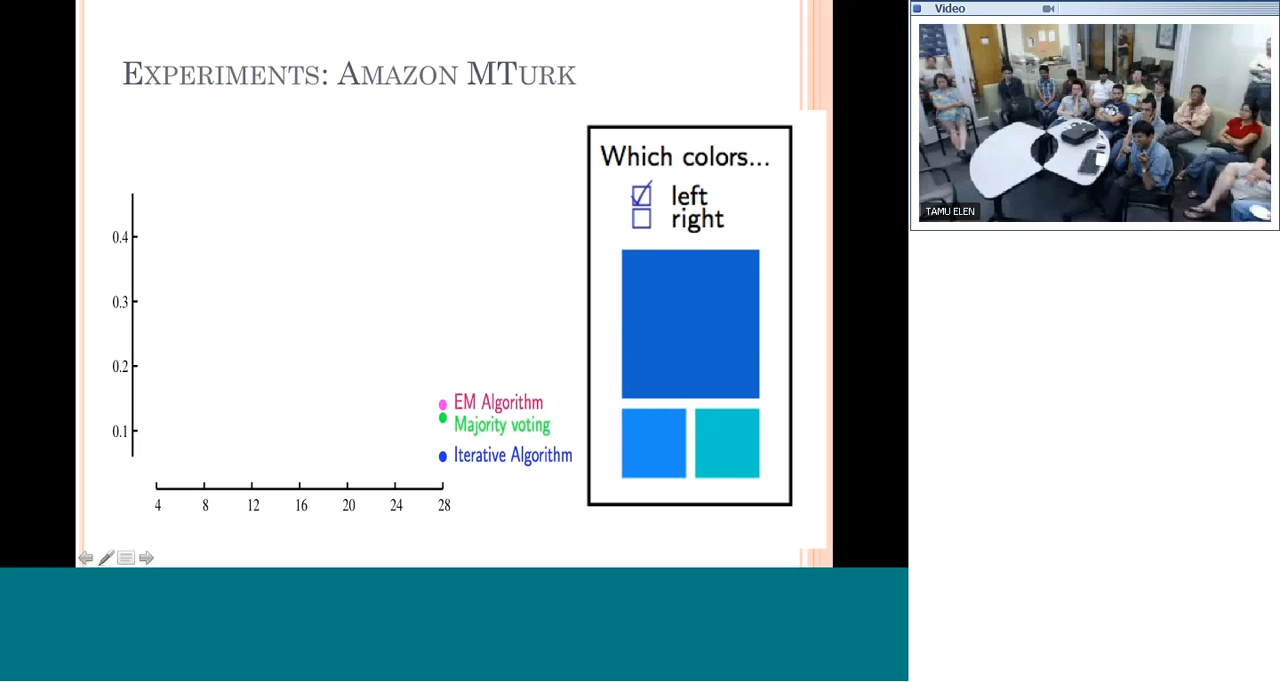 EXPERIMENTS: AMAZON MTURK
Which colors...
left
right
0.4
0.3
0.2
0.1
EM Algorithm
Majority voting
Iterative Algorithm
4 8 12 16 20 24 28
Video
TAMU ELEN